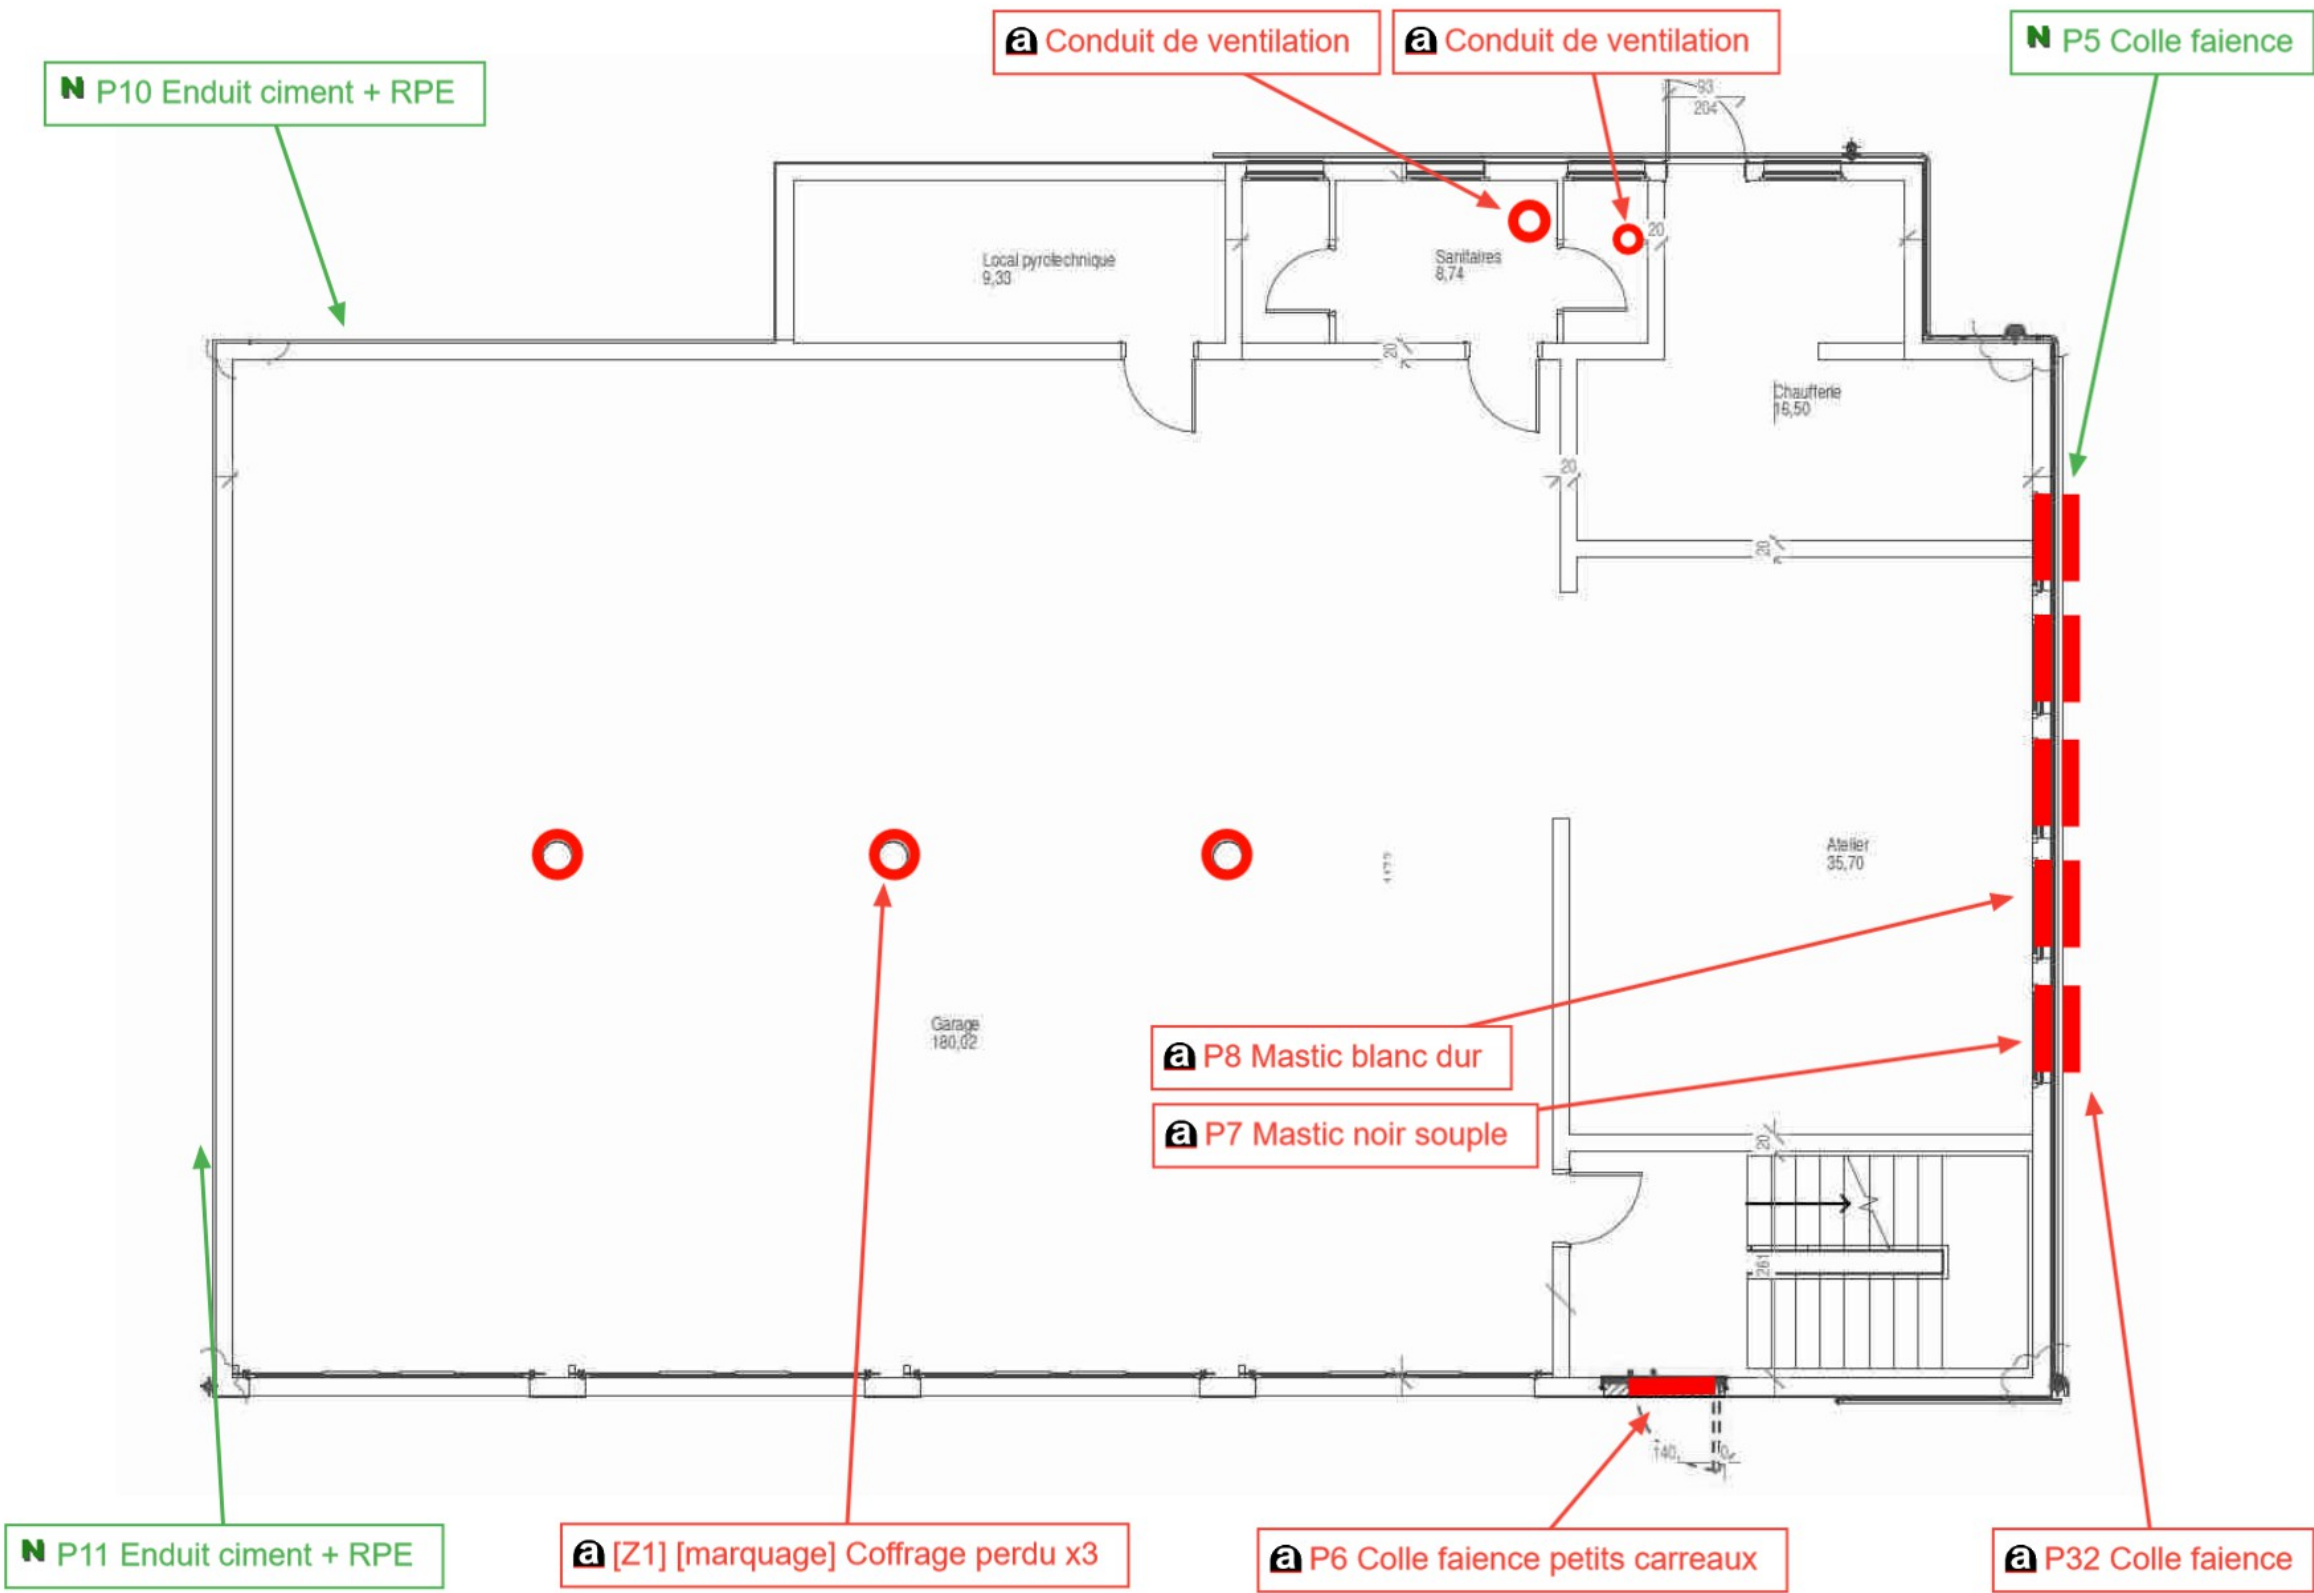 a Conduit de ventilation
a Conduit de ventilation
N P5 Colle faience
N P10 Enduit ciment + RPE
93
204
20
Local pyrotechnique
9,33
Sanitaires
8,74
20
Chaufferie
16,50
20
20
Atelier
35,70
Garage
180,02
a P8 Mastic blanc dur
a P7 Mastic noir souple
20
261
140
N P11 Enduit ciment + RPE
a [Z1] [marquage] Coffrage perdu x3
a P6 Colle faience petits carreaux
a P32 Colle faience